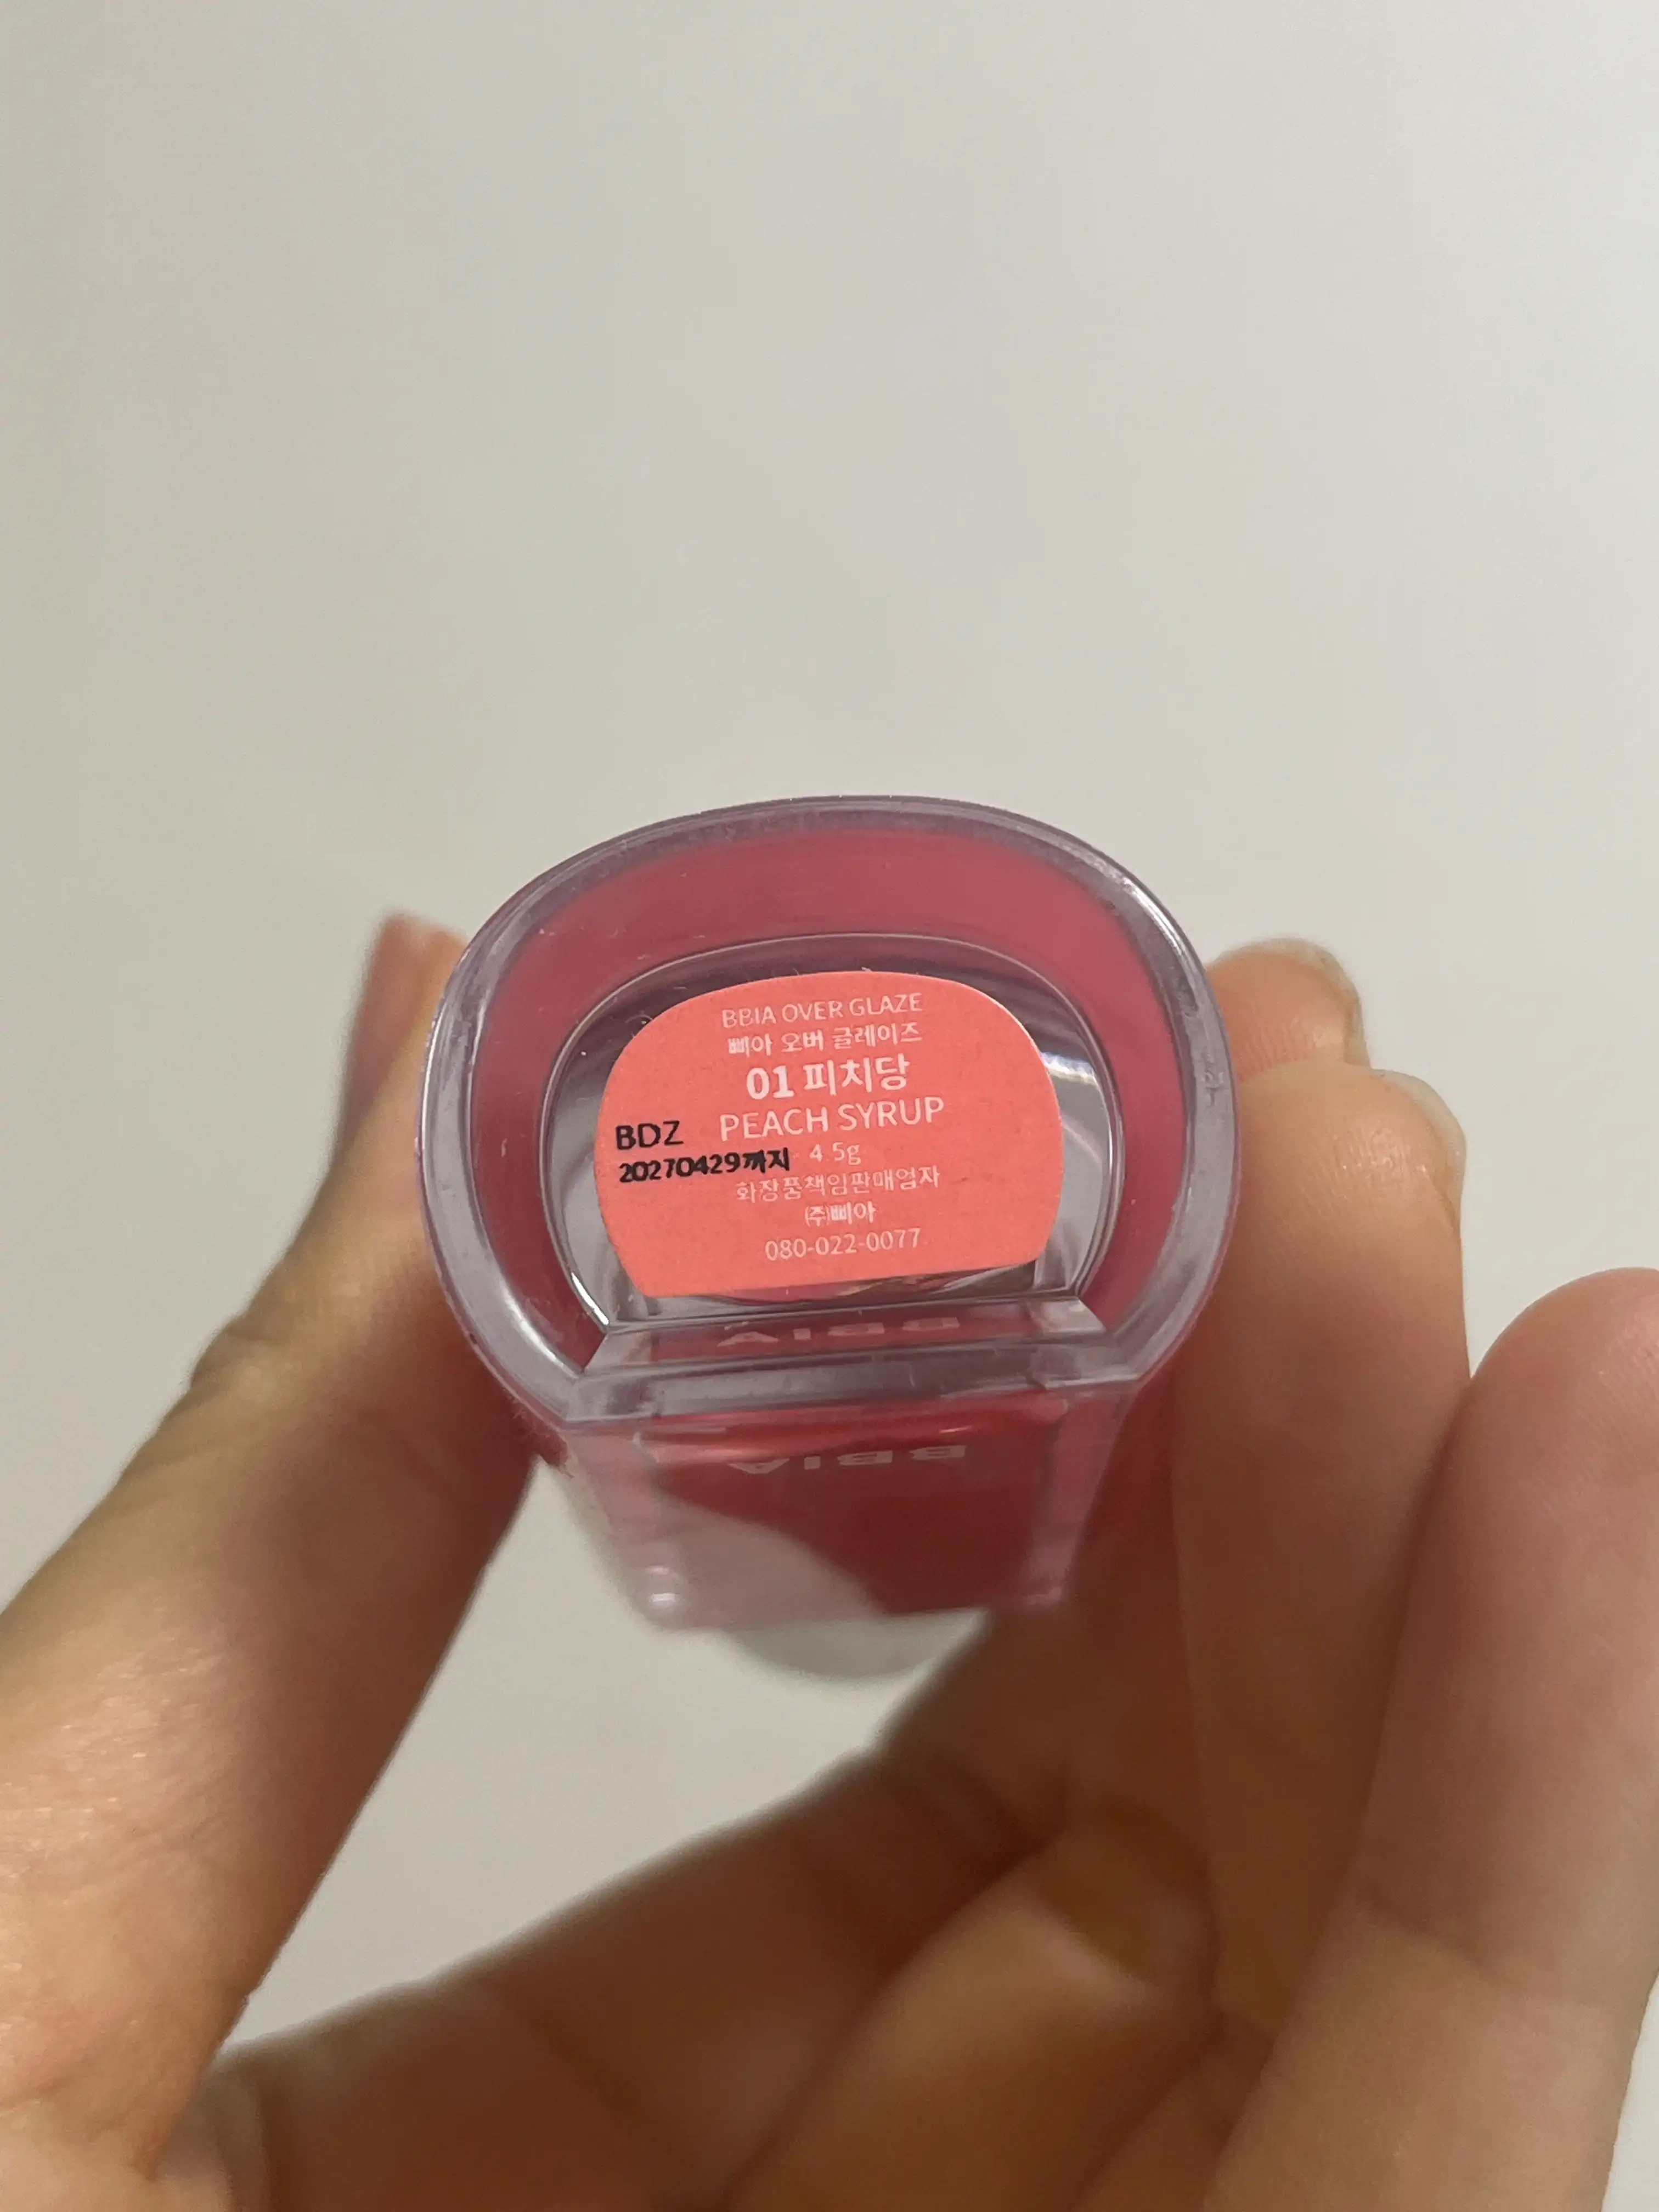 BBIA OVER GLAZE
삐아 오버 글레이즈
01 피치당
PEACH SYRUP
BDZ
20270429까지
4.5g
화장품책임판매업자
㈜삐아
080-022-0077
BBIA
BBIA